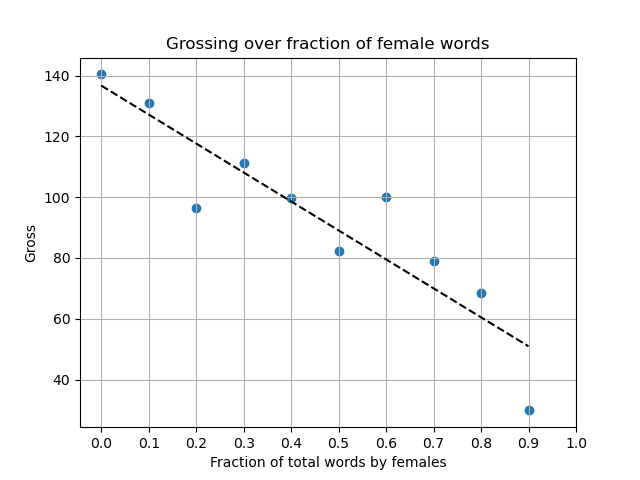 Grossing over fraction of female words
140
120
100
80
60
40
Gross
0.0 0.1 0.2 0.3 0.4 0.5 0.6 0.7 0.8 0.9 1.0
Fraction of total words by females